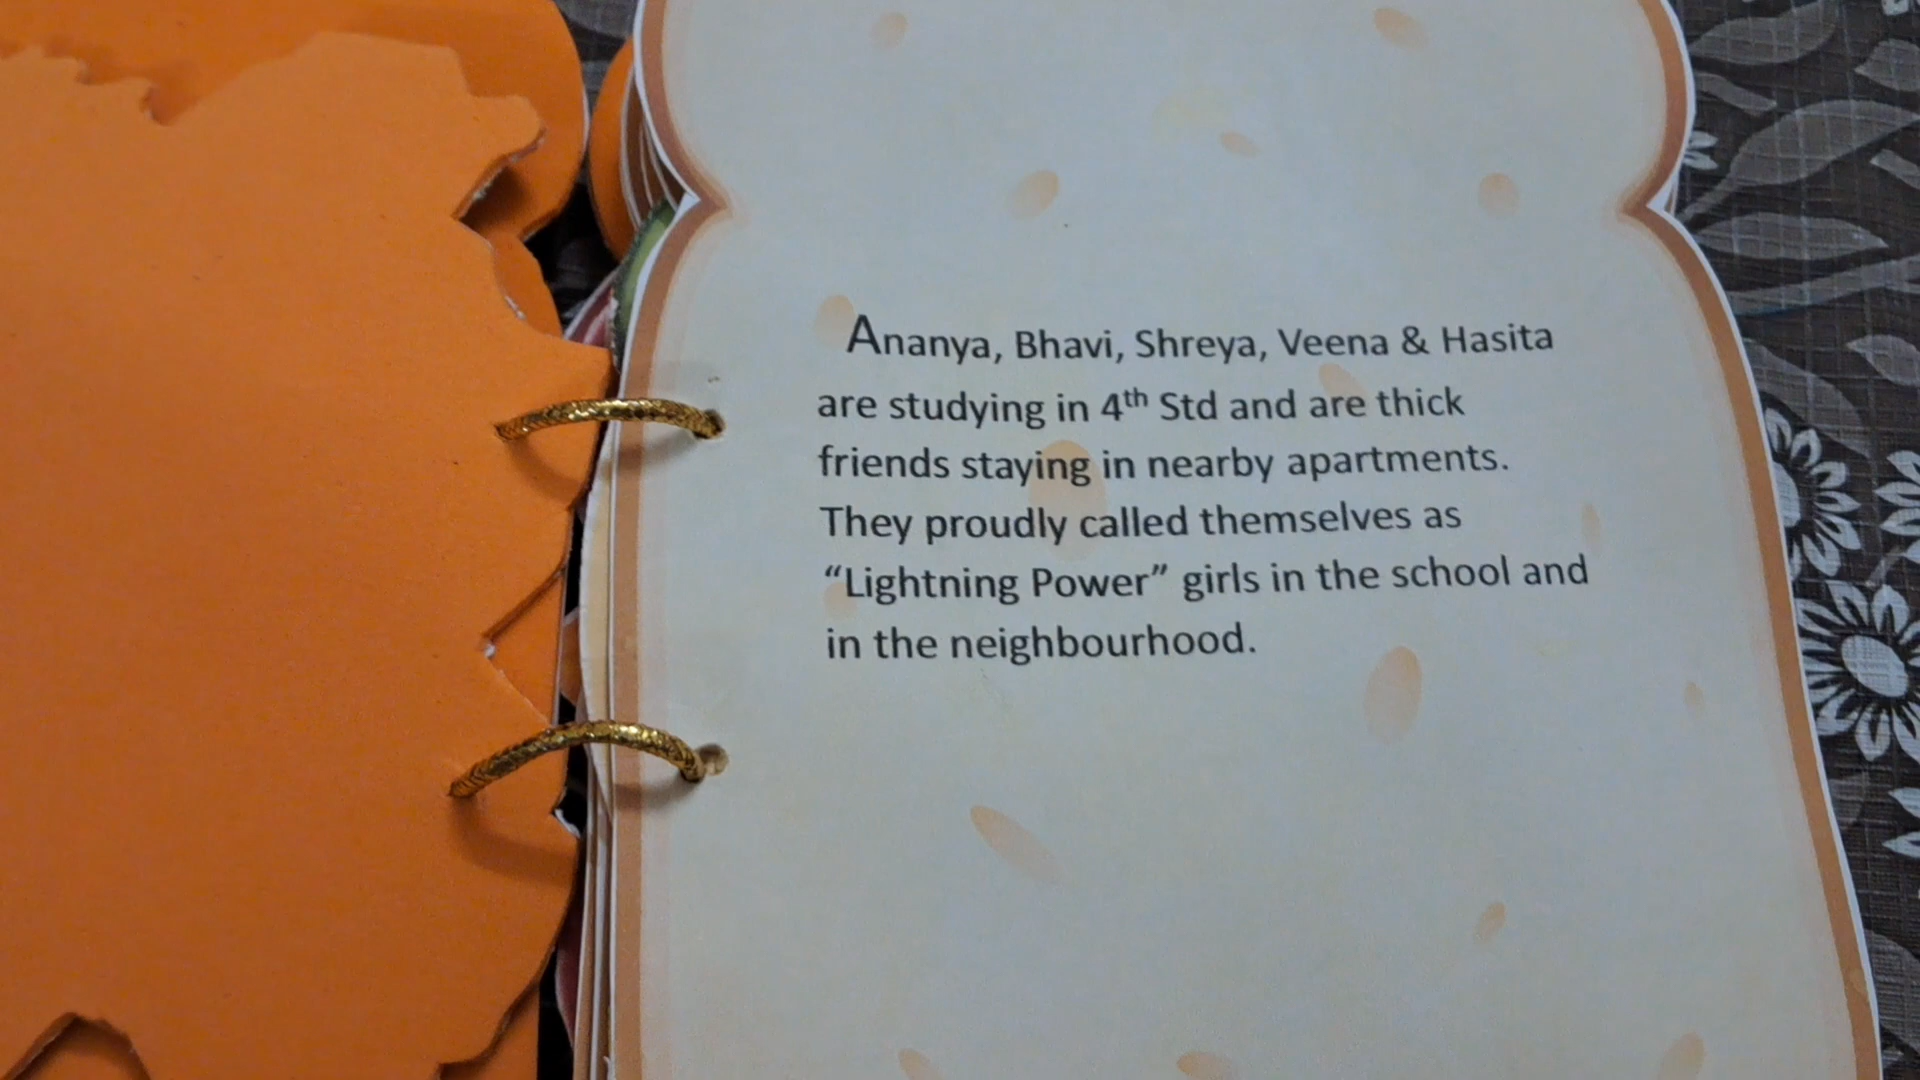 Ananya, Bhavi, Shreya, Veena & Hasita
are studying in 4th Std and are thick
friends staying in nearby apartments.
They proudly called themselves as
“Lightning Power” girls in the school and
in the neighbourhood.